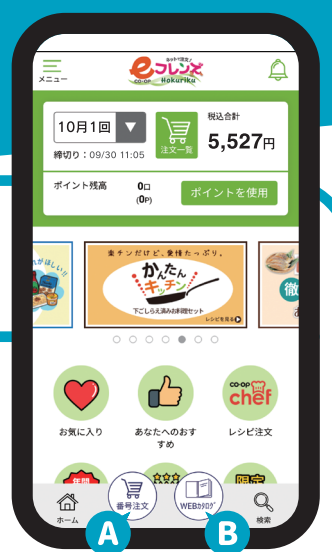 ネットで注文!
eフレンズ
CO·OP Hokuriku
メニュー
10月1回 ▼
注文一覧
税込合計
5,527円
締切り:09/30 11:05
ポイント残高
0口
(0P)
ポイントを使用
楽チンだけど、愛情たっぷり。
かんたん
キッチン
下ごしらえ済みお料理セット
レシピを見る
徹
お気に入り
あなたへのおす
すめ
CO·OP
chef
レシピ注文
年間
限定
ホーム
番号注文
WEBカタログ
検索
A
B